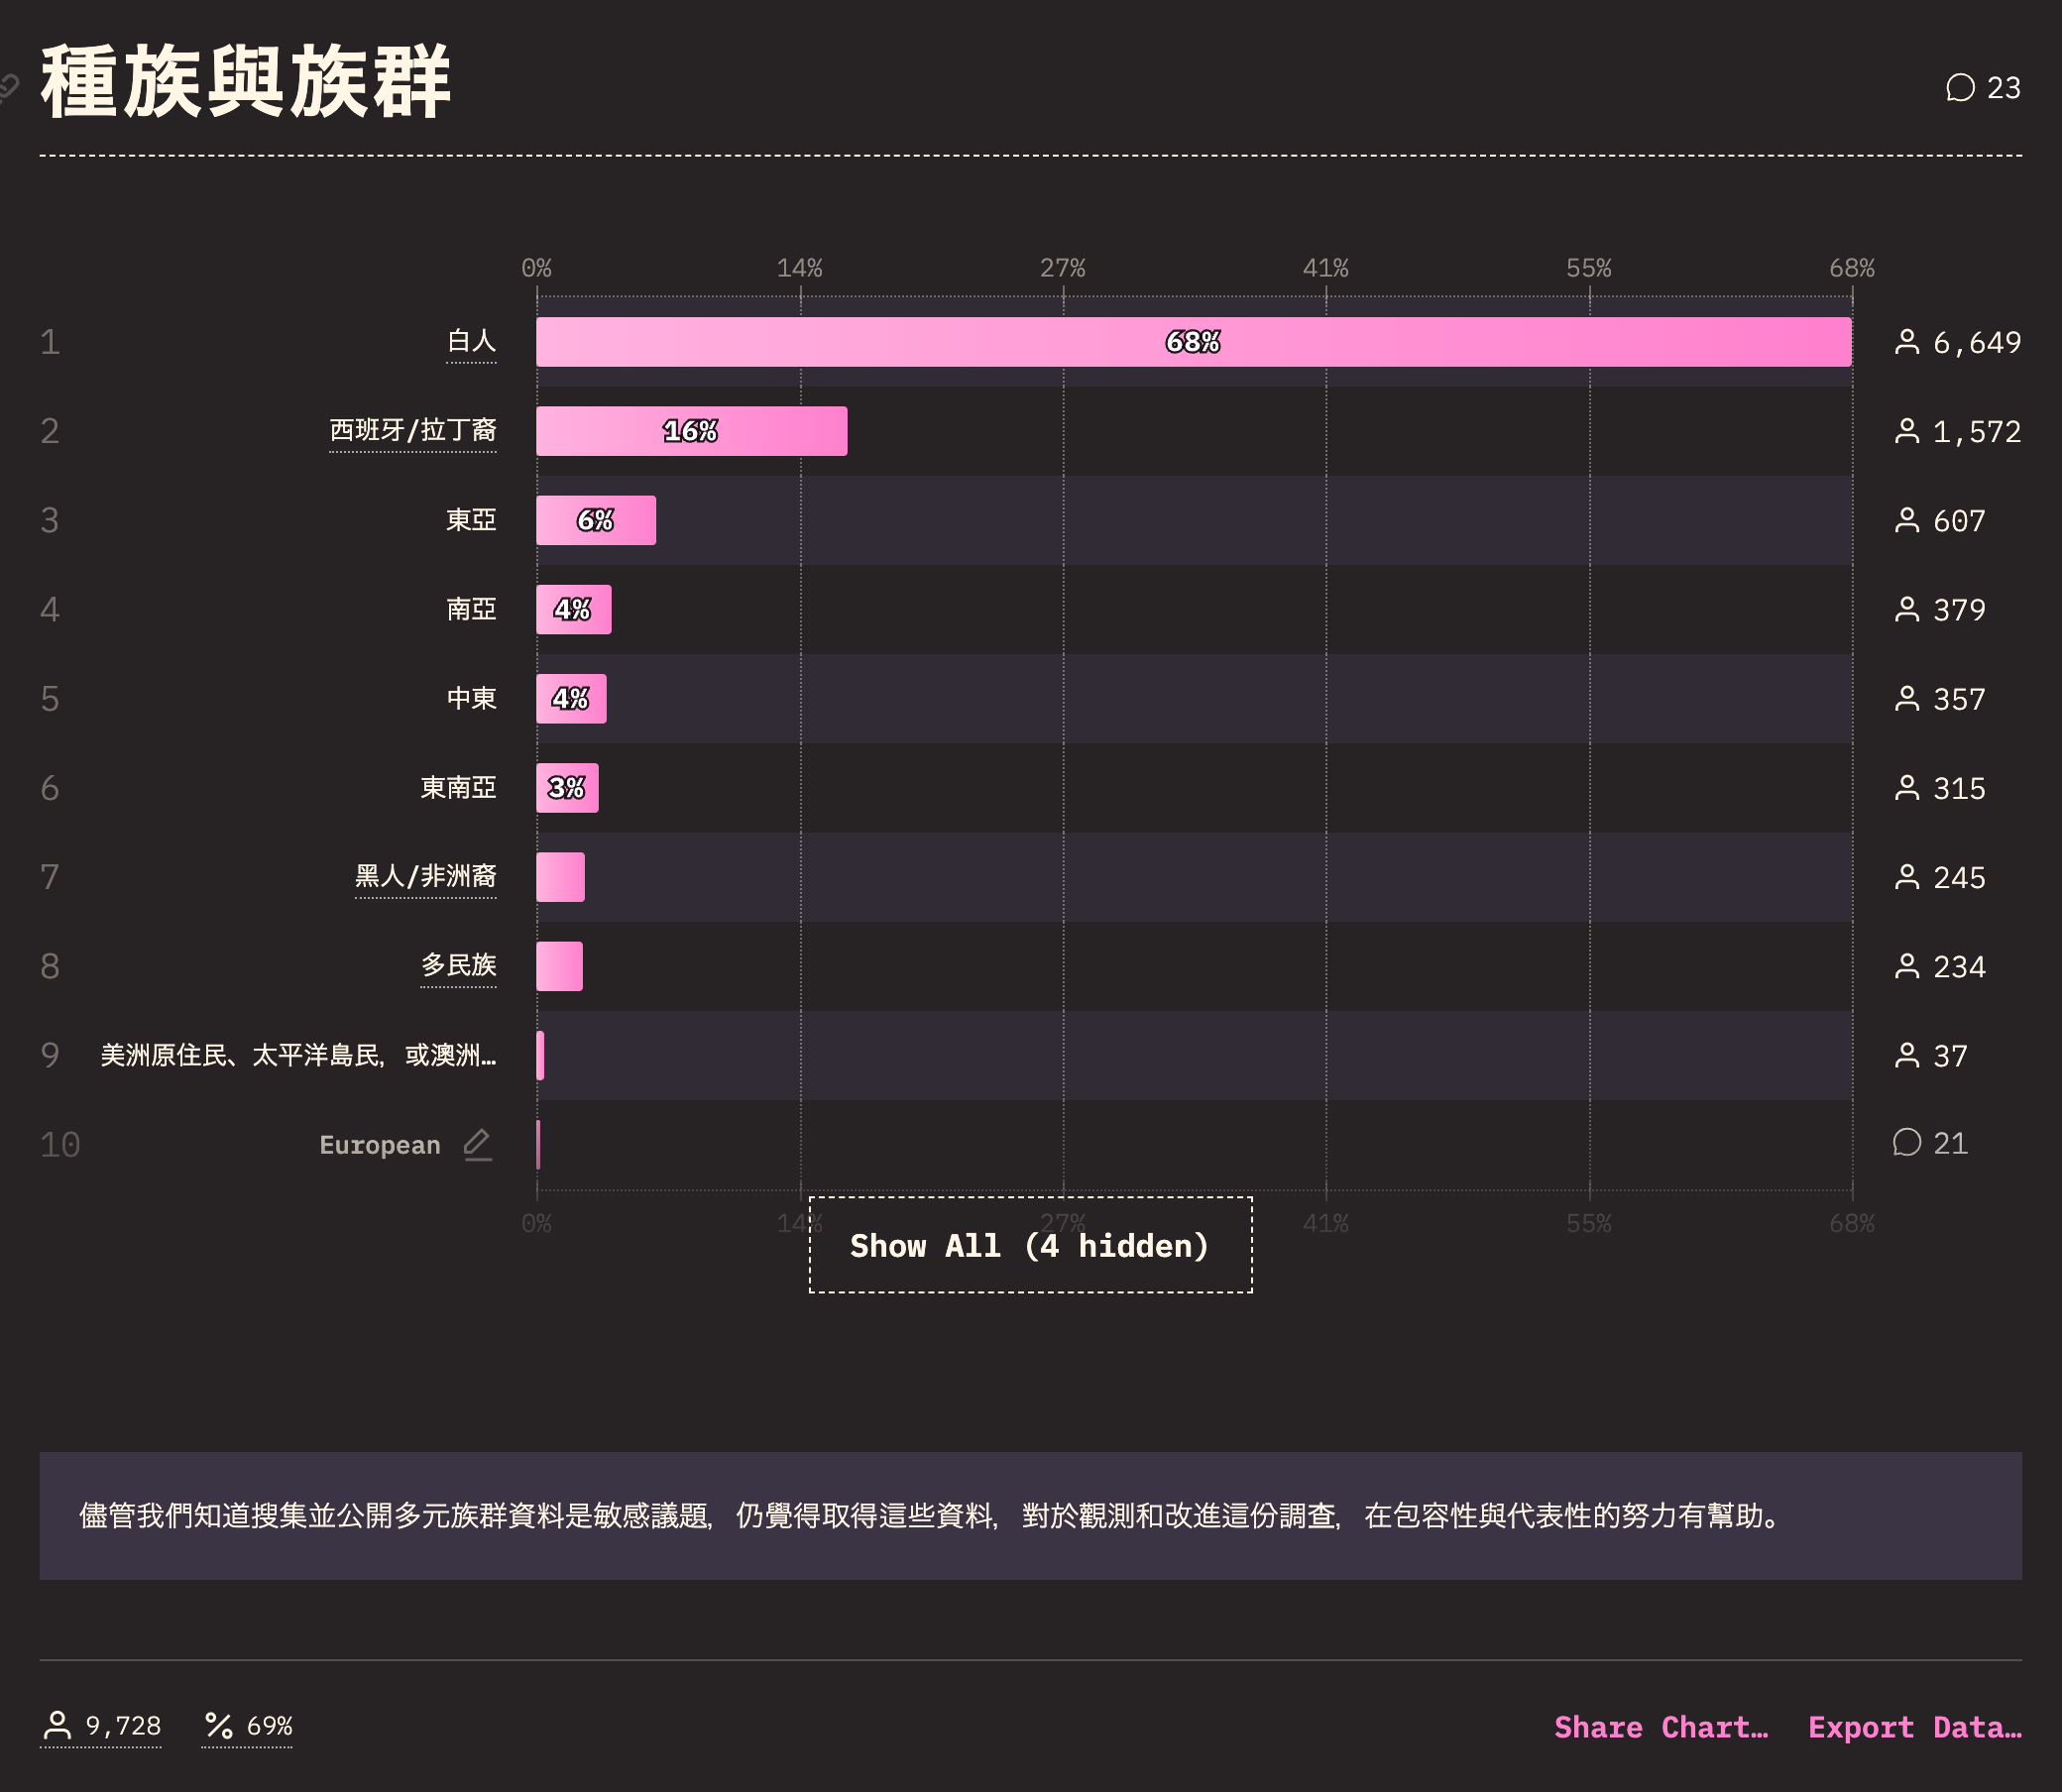 種族與族群
23
0% 14% 27% 41% 55% 68%
1 白人 68% 6,649
2 西班牙/拉丁裔 16% 1,572
3 東亞 6% 607
4 南亞 4% 379
5 中東 4% 357
6 東南亞 3% 315
7 黑人/非洲裔 245
8 多民族 234
9 美洲原住民、太平洋島民，或澳洲… 37
10 European 21
0% 14% 27% 41% 55% 68%
Show All (4 hidden)
儘管我們知道搜集並公開多元族群資料是敏感議題，仍覺得取得這些資料，對於觀測和改進這份調查，在包容性與代表性的努力有幫助。
9,728 69% Share Chart… Export Data…